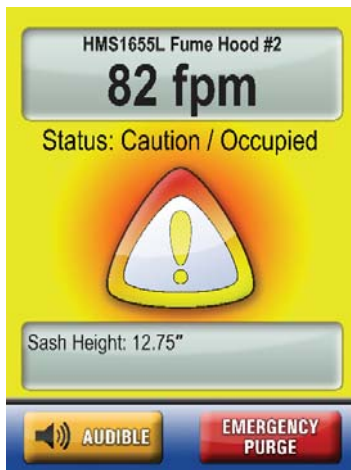 HMS1655L Fume Hood #2
82 fpm
Status: Caution / Occupied
Sash Height: 12.75″
AUDIBLE
EMERGENCY
PURGE